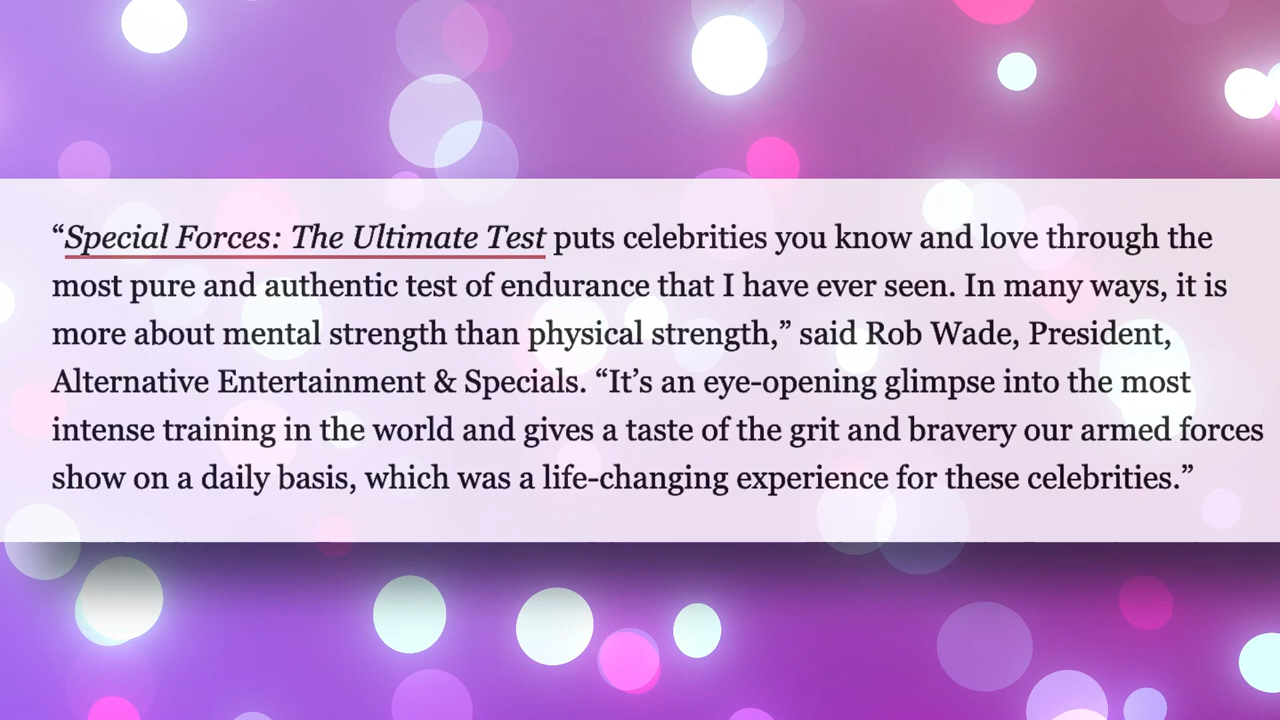 “Special Forces: The Ultimate Test puts celebrities you know and love through the
most pure and authentic test of endurance that I have ever seen. In many ways, it is
more about mental strength than physical strength,” said Rob Wade, President,
Alternative Entertainment & Specials. “It’s an eye-opening glimpse into the most
intense training in the world and gives a taste of the grit and bravery our armed forces
show on a daily basis, which was a life-changing experience for these celebrities.”